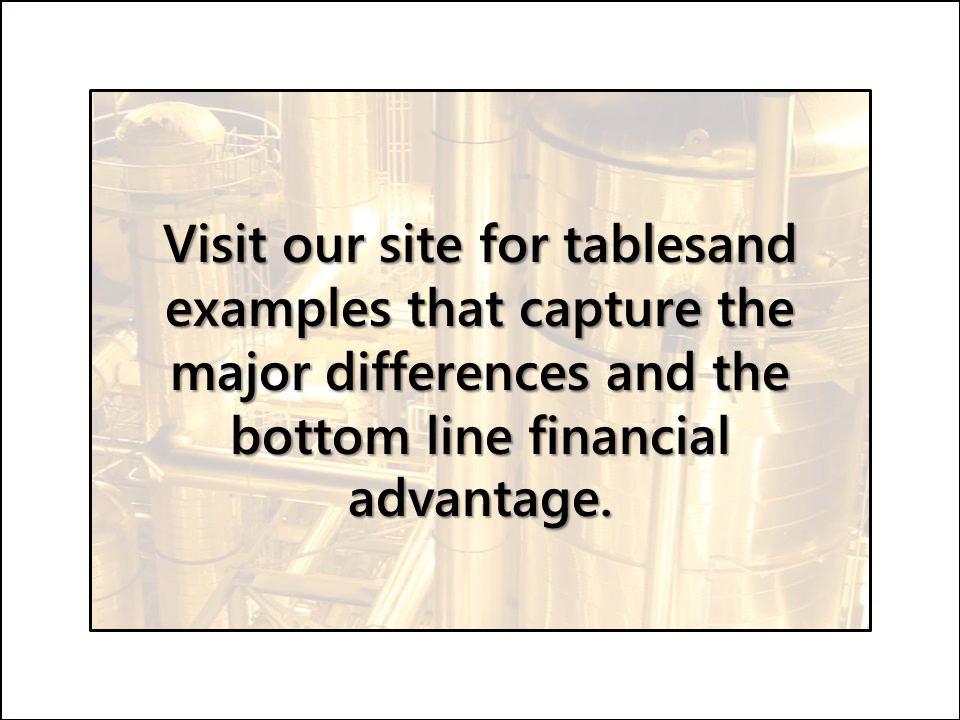 Visit our site for tablesand
examples that capture the
major differences and the
bottom line financial
advantage.